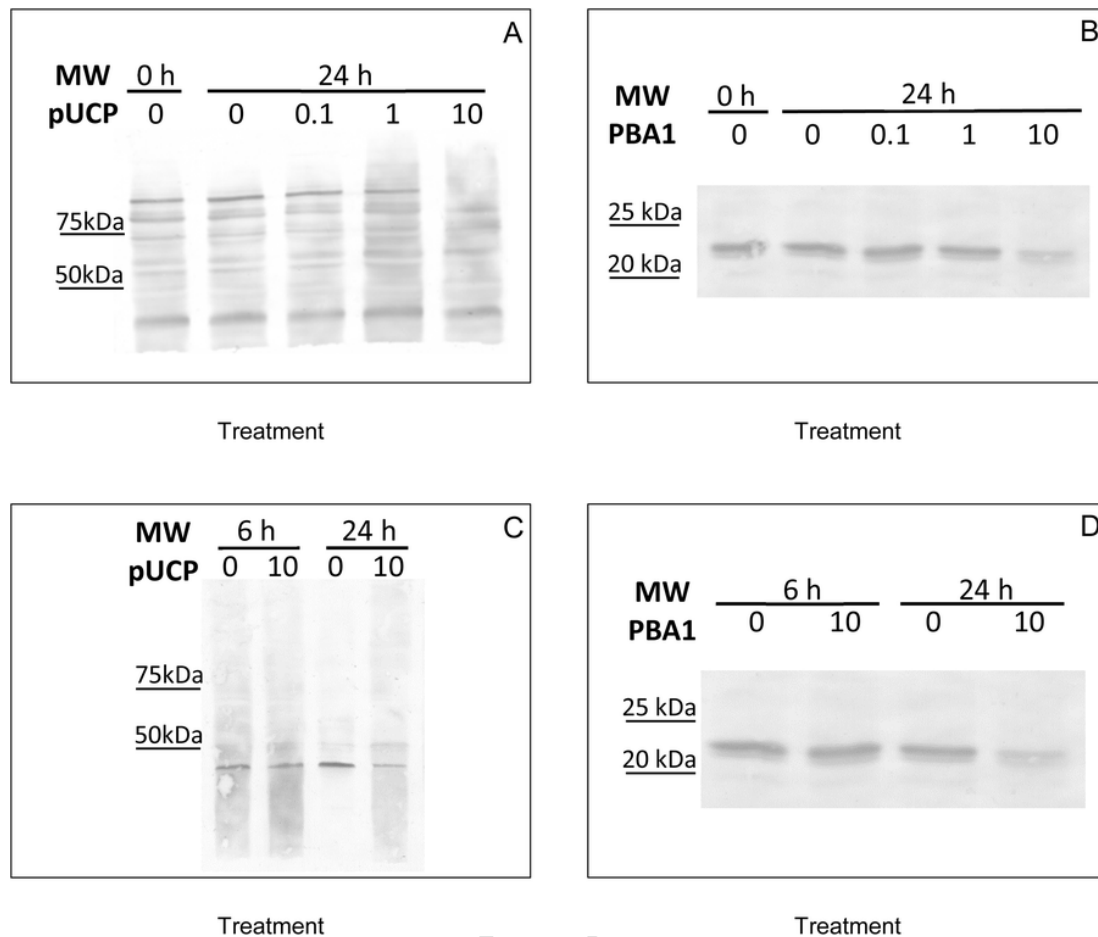 A
MW 0 h 24 h
pUCP 0 0 0.1 1 10
75kDa
50kDa
Treatment
B
MW 0 h 24 h
PBA1 0 0 0.1 1 10
25 kDa
20 kDa
Treatment
C
MW 6 h 24 h
pUCP 0 10 0 10
75kDa
50kDa
Treatment
D
MW 6 h 24 h
PBA1 0 10 0 10
25 kDa
20 kDa
Treatment